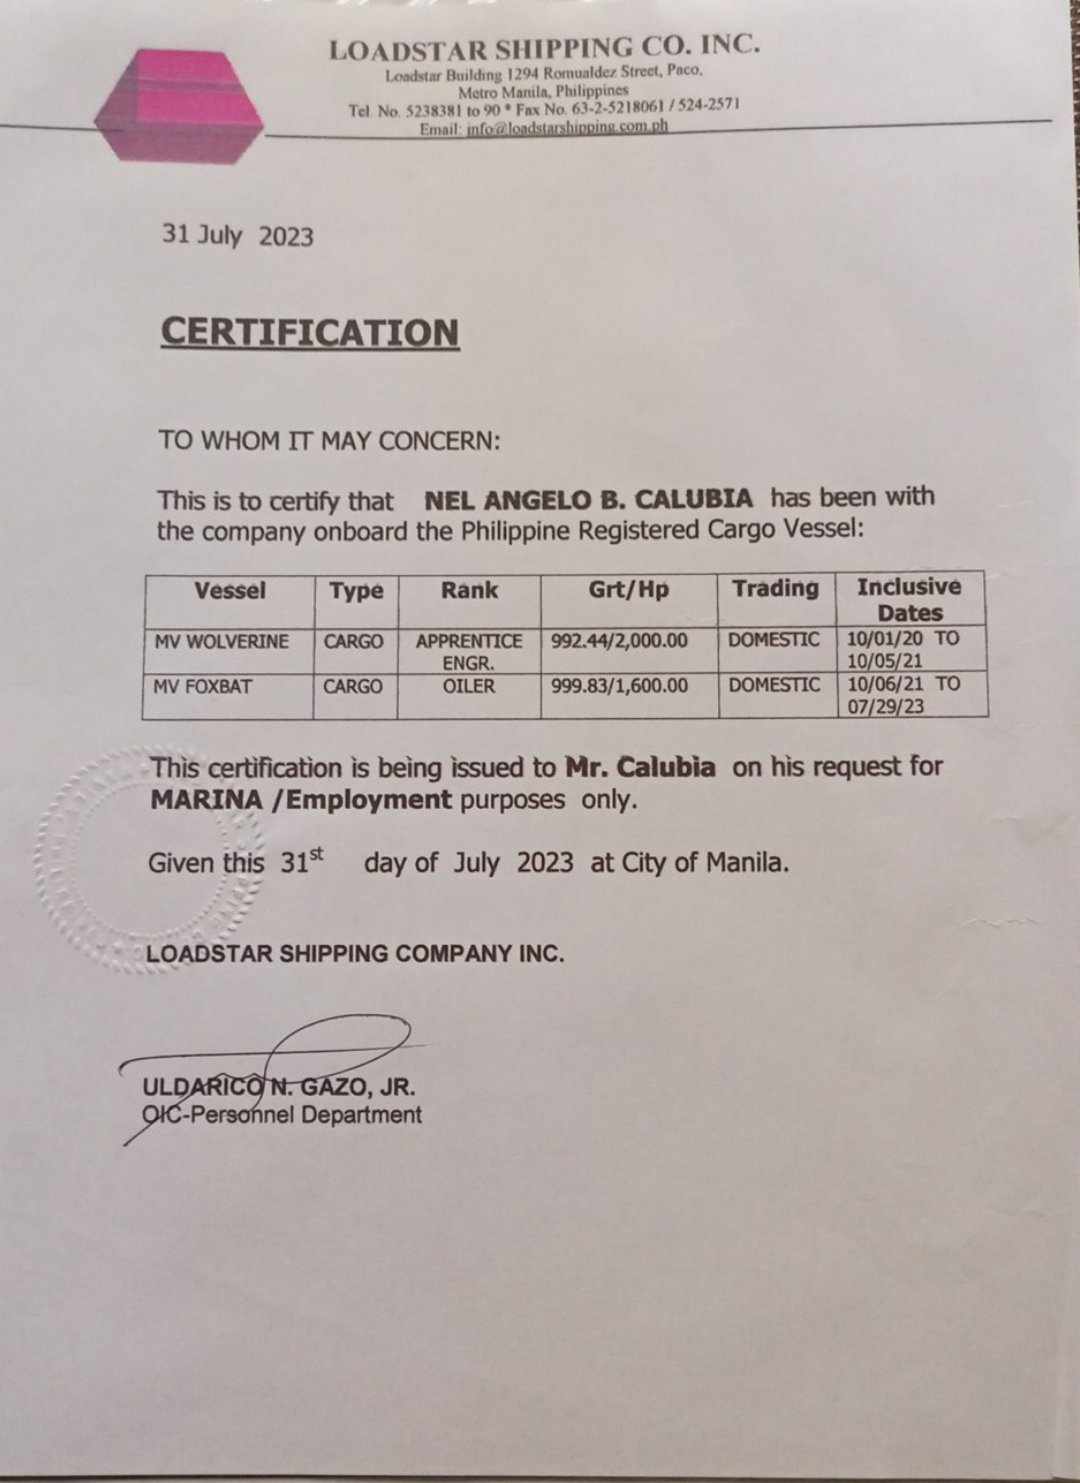 LOADSTAR SHIPPING CO. INC.
Loadstar Building 1294 Romualdez Street, Paco,
Metro Manila, Philippines
Tel. No. 5238381 to 90 * Fax No. 63-2-5218061 / 524-2571
Email: info@loadstarshipping.com.ph
31 July 2023
CERTIFICATION
TO WHOM IT MAY CONCERN:
This is to certify that NEL ANGELO B. CALUBIA has been with
the company onboard the Philippine Registered Cargo Vessel:
Vessel Type Rank Grt/Hp Trading Inclusive
Dates
MV WOLVERINE CARGO APPRENTICE 992.44/2,000.00 DOMESTIC 10/01/20 TO
ENGR. 10/05/21
MV FOXBAT CARGO OILER 999.83/1,600.00 DOMESTIC 10/06/21 TO
07/29/23
This certification is being issued to Mr. Calubia on his request for
MARINA /Employment purposes only.
Given this 31st day of July 2023 at City of Manila.
LOADSTAR SHIPPING COMPANY INC.
ULDARICO N. GAZO, JR.
OIC-Personnel Department